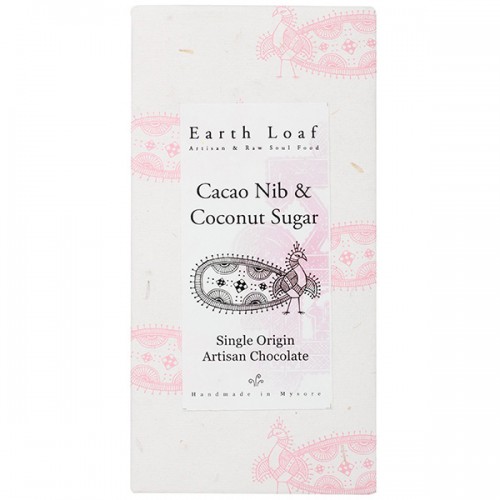 Earth Loaf
Artisan & Raw Soul Food
Cacao Nib &
Coconut Sugar
Single Origin
Artisan Chocolate
Handmade in Mysore